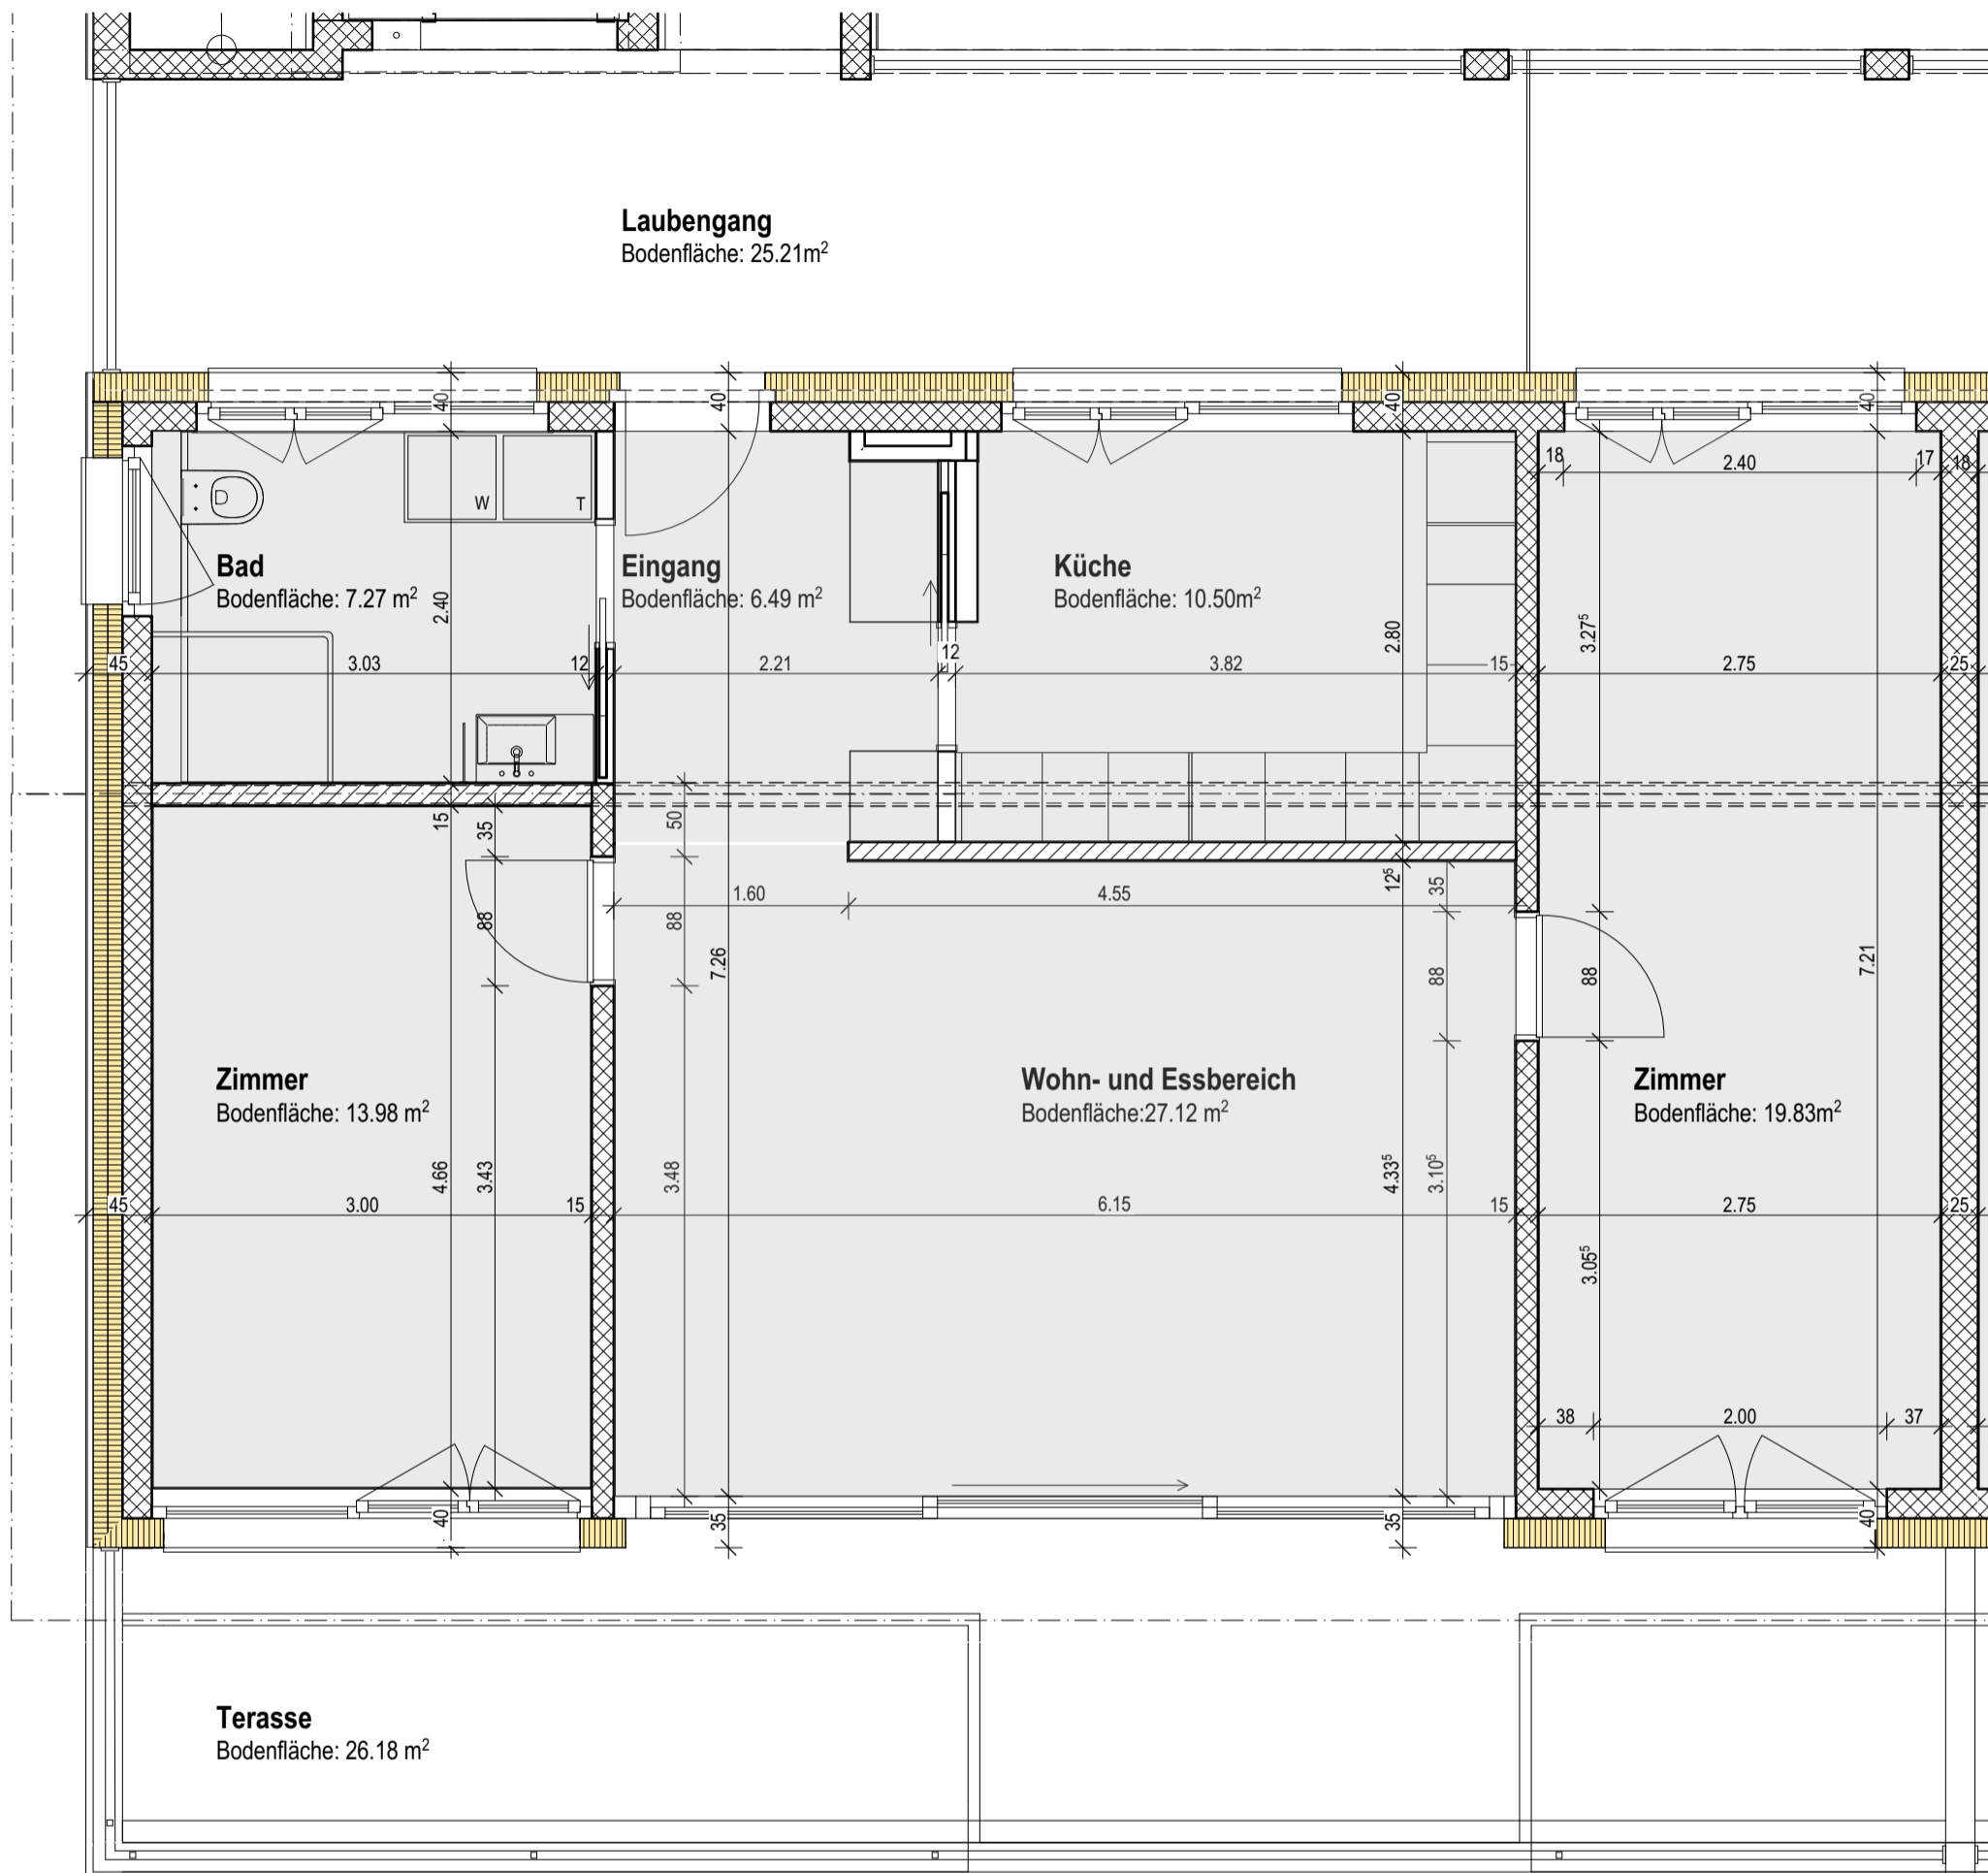 Laubengang
Bodenfläche: 25.21m²
40
40
40
40
18
2.40
17
18
W
T
Bad
Bodenfläche: 7.27 m²
Eingang
Bodenfläche: 6.49 m²
Küche
Bodenfläche: 10.50m²
2.40
2.80
3.27⁵
45
3.03
12
2.21
12
3.82
15
2.75
25
15
35
50
12⁵
35
1.60
4.55
88
88
7.26
88
88
7.21
Zimmer
Bodenfläche: 13.98 m²
Wohn- und Essbereich
Bodenfläche:27.12 m²
Zimmer
Bodenfläche: 19.83m²
4.66
3.43
3.48
4.33⁵
3.10⁵
45
3.00
15
6.15
15
2.75
25
3.05⁵
38
2.00
37
40
35
35
40
Terasse
Bodenfläche: 26.18 m²